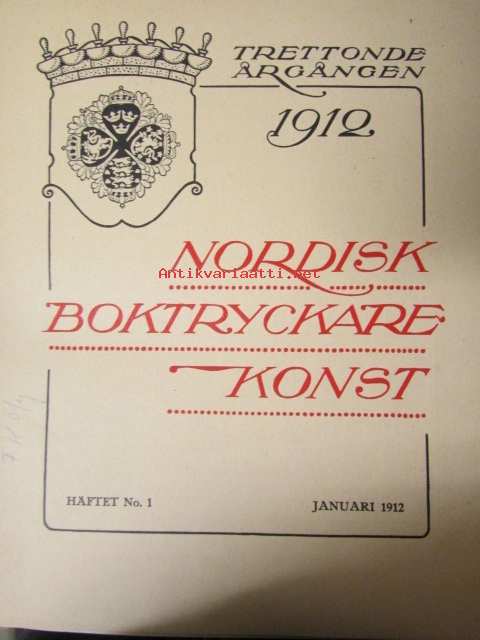 TRETTONDE
ÅRGÅNGEN
1912
NORDISK
Antikvariaatti.net
BOKTRYCKARE
KONST
HÄFTET No. 1
JANUARI 1912